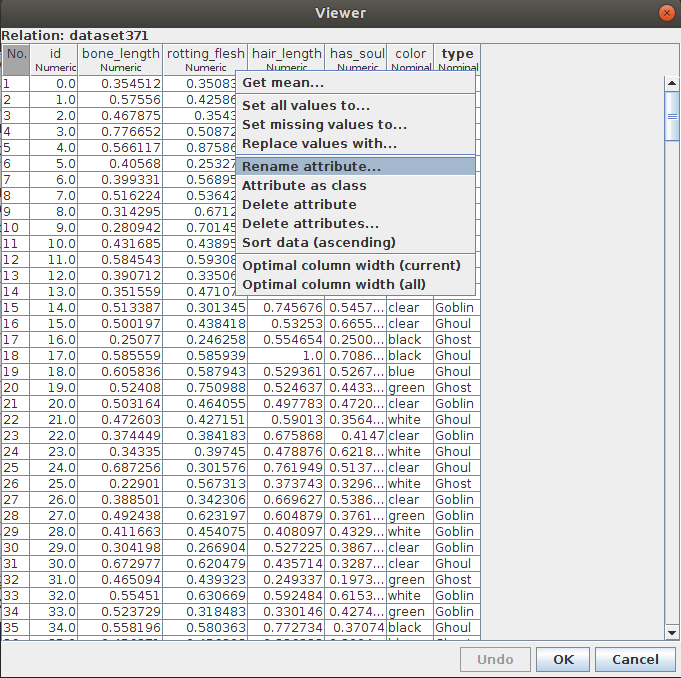 Viewer
Relation: dataset371
No. id bone_length rotting_flesh hair_length has_soul color type
Numeric Numeric Numeric Numeric Numeric Nominal Nominal
1 0.0 0.354512 0.35083
2 1.0 0.57556 0.42586
3 2.0 0.467875 0.3543
4 3.0 0.776652 0.50872
5 4.0 0.566117 0.87586
6 5.0 0.40568 0.25327
7 6.0 0.399331 0.56895
8 7.0 0.516224 0.53642
9 8.0 0.314295 0.6712
10 9.0 0.280942 0.70145
11 10.0 0.431685 0.43895
12 11.0 0.584543 0.59308
13 12.0 0.390712 0.33506
14 13.0 0.351559 0.47107
Get mean...
Set all values to...
Set missing values to...
Replace values with...
Rename attribute...
Attribute as class
Delete attribute
Delete attributes...
Sort data (ascending)
Optimal column width (current)
Optimal column width (all)
15 14.0 0.513387 0.301345 0.745676 0.5457... clear Goblin
16 15.0 0.500197 0.438418 0.53253 0.6655... clear Ghoul
17 16.0 0.25077 0.246258 0.554654 0.2500... black Ghost
18 17.0 0.585559 0.585939 1.0 0.7086... black Ghoul
19 18.0 0.605836 0.587943 0.529361 0.5267... blue Ghoul
20 19.0 0.52408 0.750988 0.524637 0.4433... green Ghost
21 20.0 0.503164 0.464055 0.497783 0.4720... clear Goblin
22 21.0 0.472603 0.427151 0.59013 0.3564... white Ghoul
23 22.0 0.374449 0.384183 0.675868 0.4147 clear Goblin
24 23.0 0.34335 0.39745 0.478876 0.6218... white Ghoul
25 24.0 0.687256 0.301576 0.761949 0.5137... clear Ghoul
26 25.0 0.22901 0.567313 0.373743 0.3296... white Ghost
27 26.0 0.388501 0.342306 0.669627 0.5386... clear Goblin
28 27.0 0.492438 0.623197 0.604879 0.3761... green Goblin
29 28.0 0.411663 0.454075 0.408097 0.4329... white Goblin
30 29.0 0.304198 0.266904 0.527225 0.3867... clear Goblin
31 30.0 0.672977 0.620479 0.435714 0.3287... clear Ghoul
32 31.0 0.465094 0.439323 0.249337 0.1973... green Ghost
33 32.0 0.55451 0.630669 0.592484 0.6153... white Goblin
34 33.0 0.523729 0.318483 0.330146 0.4274... green Goblin
35 34.0 0.558196 0.580363 0.772734 0.37074 black Ghoul
Undo OK Cancel